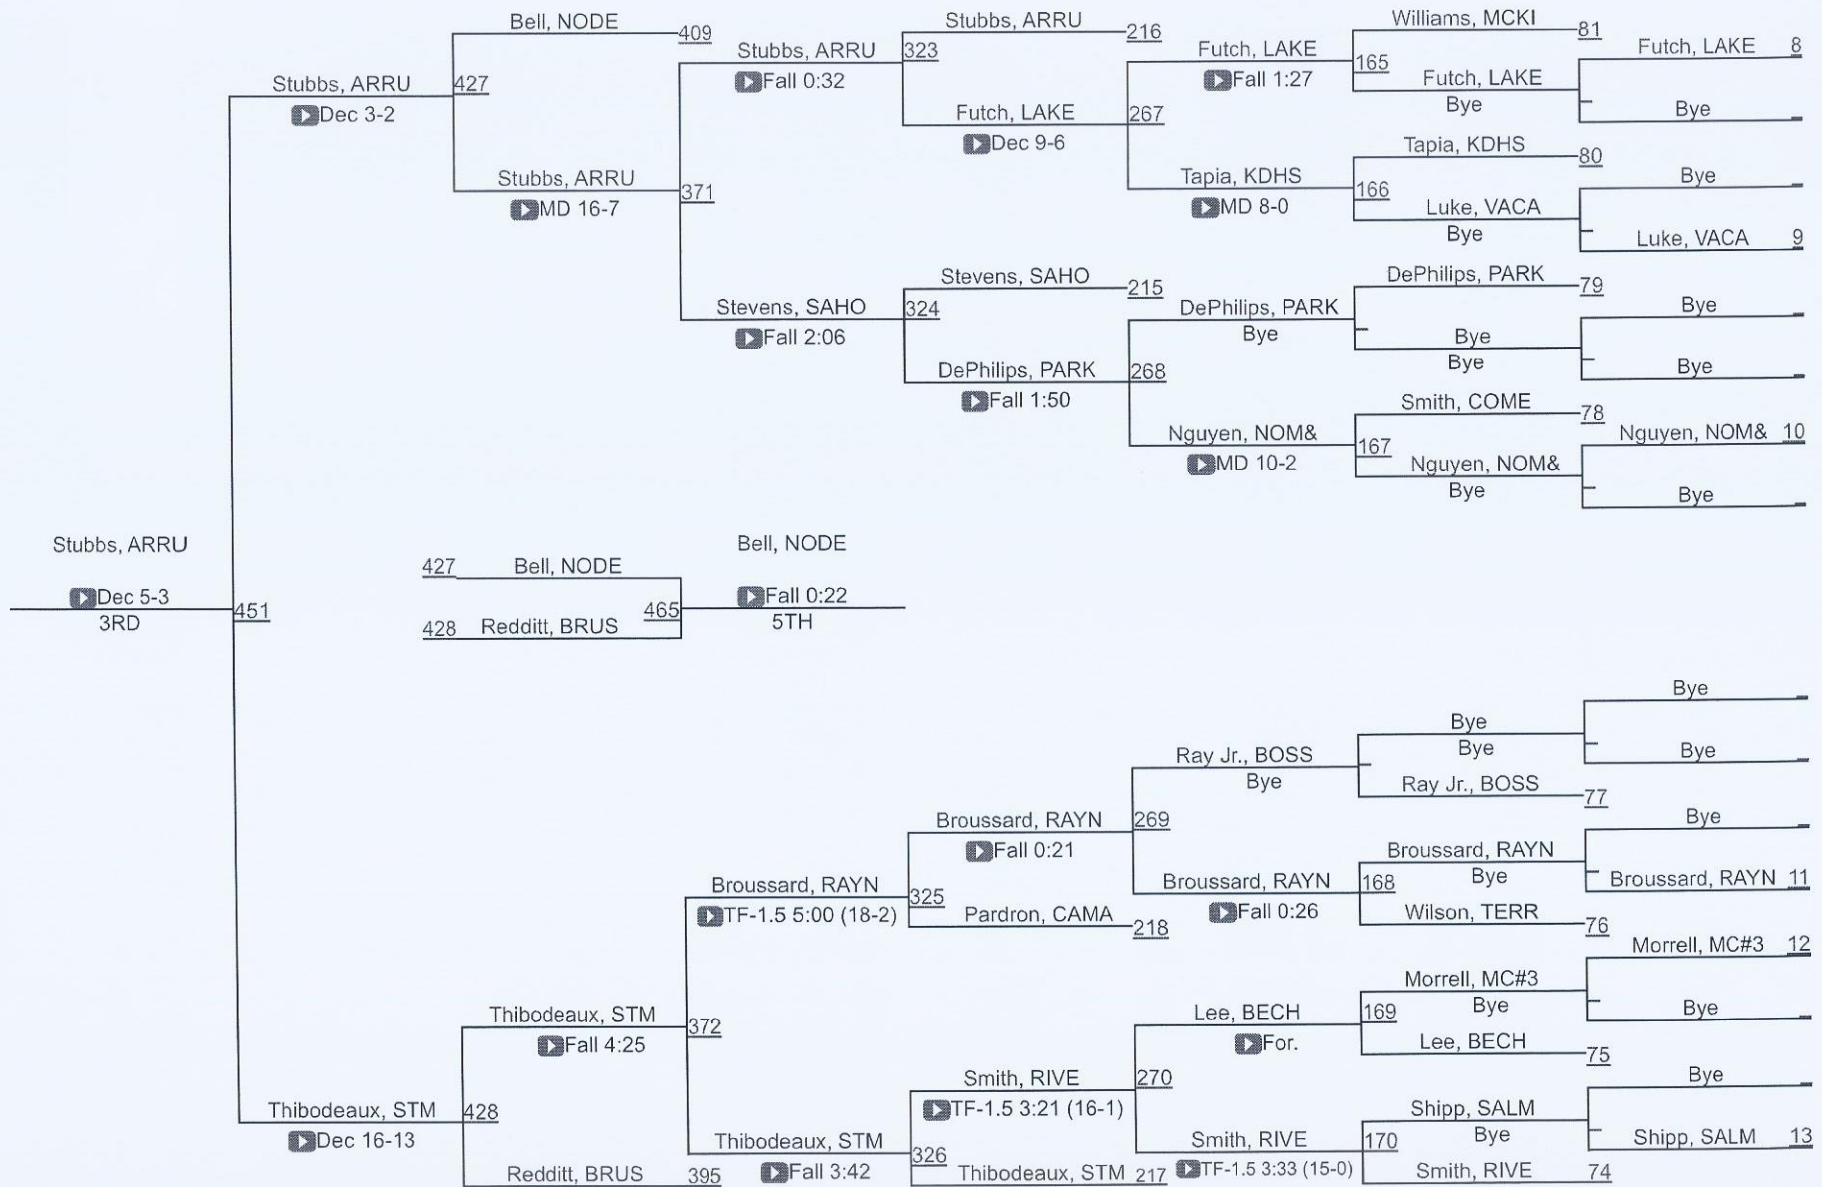 Bell, NODE 409
Stubbs, ARRU 216
Williams, MCKI 81
Futch, LAKE 8
Stubbs, ARRU 323
Fall 0:32
Futch, LAKE 165
Fall 1:27
Futch, LAKE
Bye
Bye
Stubbs, ARRU 427
Dec 3-2
Futch, LAKE 267
Dec 9-6
Tapia, KDHS 80
Stubbs, ARRU 371
MD 16-7
Tapia, KDHS 166
MD 8-0
Bye
Luke, VACA
Bye
Luke, VACA 9
Stevens, SAHO 215
DePhilips, PARK 79
Stevens, SAHO 324
Fall 2:06
DePhilips, PARK
Bye
Bye
Bye
Bye
DePhilips, PARK 268
Fall 1:50
Bye
Smith, COME 78
Nguyen, NOM& 167
MD 10-2
Nguyen, NOM& 10
Nguyen, NOM&
Bye
Bye
Stubbs, ARRU
Dec 5-3
3RD
451
427 Bell, NODE
428 Redditt, BRUS
465
Bell, NODE
Fall 0:22
5TH
Bye
Bye
Bye
Bye
Ray Jr., BOSS
Bye
Ray Jr., BOSS 77
Broussard, RAYN 269
Fall 0:21
Bye
Broussard, RAYN
Bye
Broussard, RAYN 11
Broussard, RAYN 325
TF-1.5 5:00 (18-2)
Broussard, RAYN 168
Fall 0:26
Pardron, CAMA 218
Wilson, TERR 76
Morrell, MC#3 12
Morrell, MC#3
Bye
Bye
Thibodeaux, STM 372
Fall 4:25
Lee, BECH 169
For.
Lee, BECH 75
Smith, RIVE 270
TF-1.5 3:21 (16-1)
Bye
Thibodeaux, STM 428
Dec 16-13
Shipp, SALM
Bye
Shipp, SALM 13
Thibodeaux, STM 326
Fall 3:42
Smith, RIVE 170
TF-1.5 3:33 (15-0)
Redditt, BRUS 395
Thibodeaux, STM 217
Smith, RIVE 74